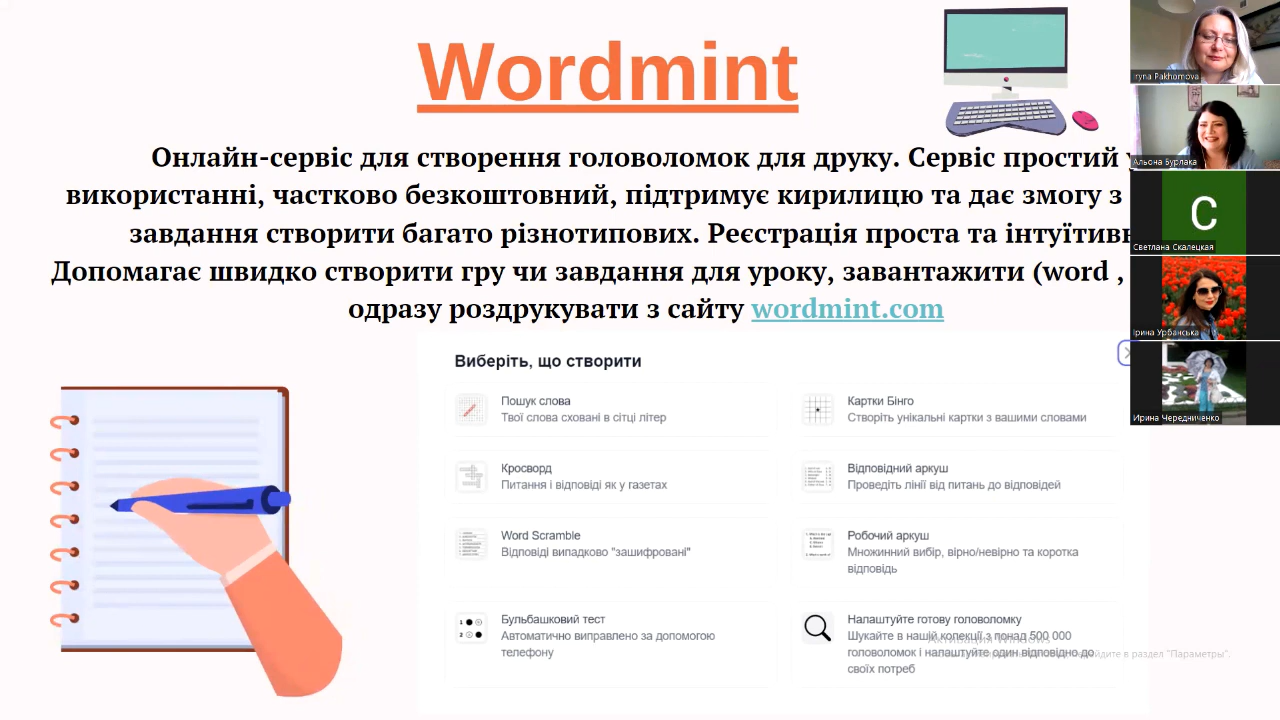 Wordmint
Онлайн-сервіс для створення головоломок для друку. Сервіс простий
використанні, частково безкоштовний, підтримує кирилицю та дає змогу з
завдання створити багато різнотипових. Реєстрація проста та
Допомагає швидко створити гру чи завдання для уроку, завантажити (word ,
одразу роздрукувати з сайту wordmint.com
Виберіть, що створити
Пошук слова
Твої слова сховані в сітці літер
Картки Бінго
Створіть унікальні картки з вашими словами
Кросворд
Питання і відповіді як у газетах
Відповідний аркуш
Проведіть лінії від питань до відповідей
Word Scramble
Відповіді випадково "зашифровані"
Робочий аркуш
Множинний вибір, вірно/невірно та коротка
відповідь
Бульбашковий тест
Автоматично виправлено за допомогою
телефону
Налаштуйте готову головоломку
Шукайте в нашій колекції з понад 500 000
головоломок і налаштуйте один відповідно до
своїх потреб
Активация Windows
в раздел "Параметры".
Iryna Pakhomova
Альона Бурлака
С
Светлана Скалецкая
Ірина Урбанська
Ирина Чередниченко